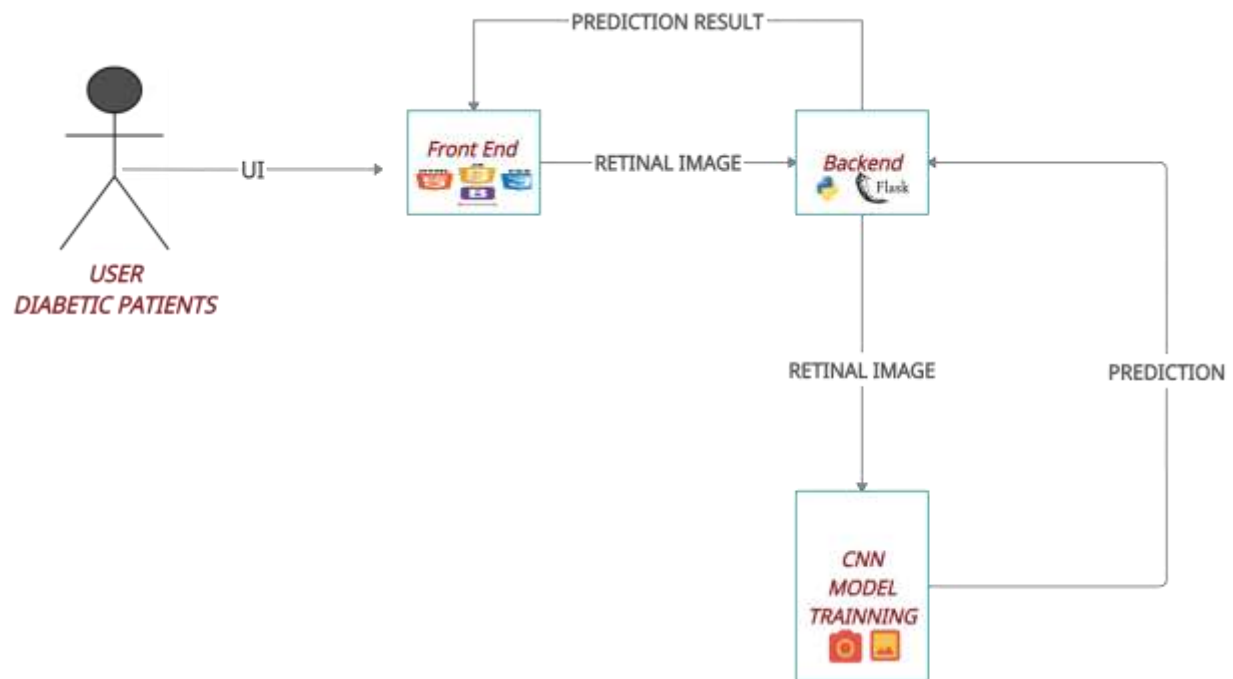 PREDICTION RESULT
Front End
UI
RETINAL IMAGE
Backend
Flask
USER
DIABETIC PATIENTS
RETINAL IMAGE
PREDICTION
CNN
MODEL
TRAINNING